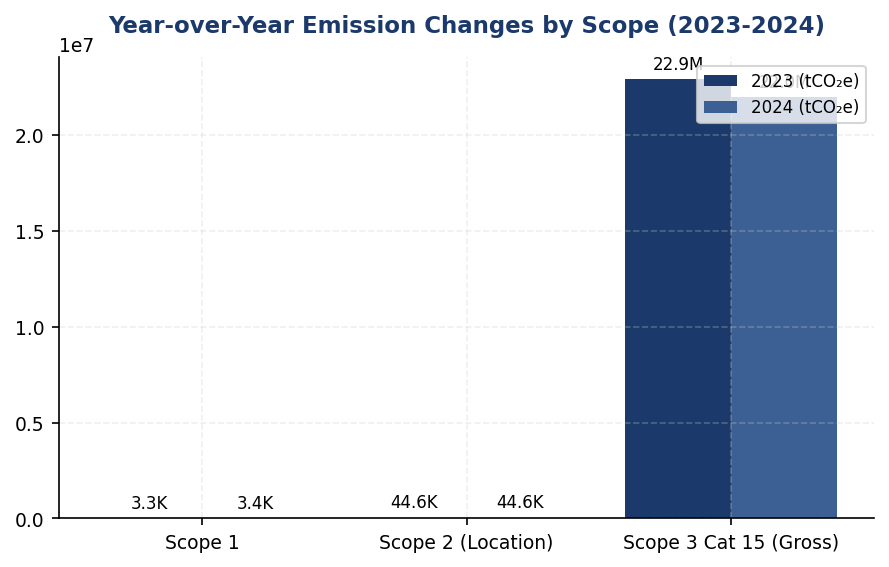 Year-over-Year Emission Changes by Scope (2023-2024)
1e7
22.9M
2023 (tCO₂e)
2024 (tCO₂e)
2.0
1.5
1.0
0.5
0.0
3.3K
3.4K
44.6K
44.6K
Scope 1
Scope 2 (Location)
Scope 3 Cat 15 (Gross)